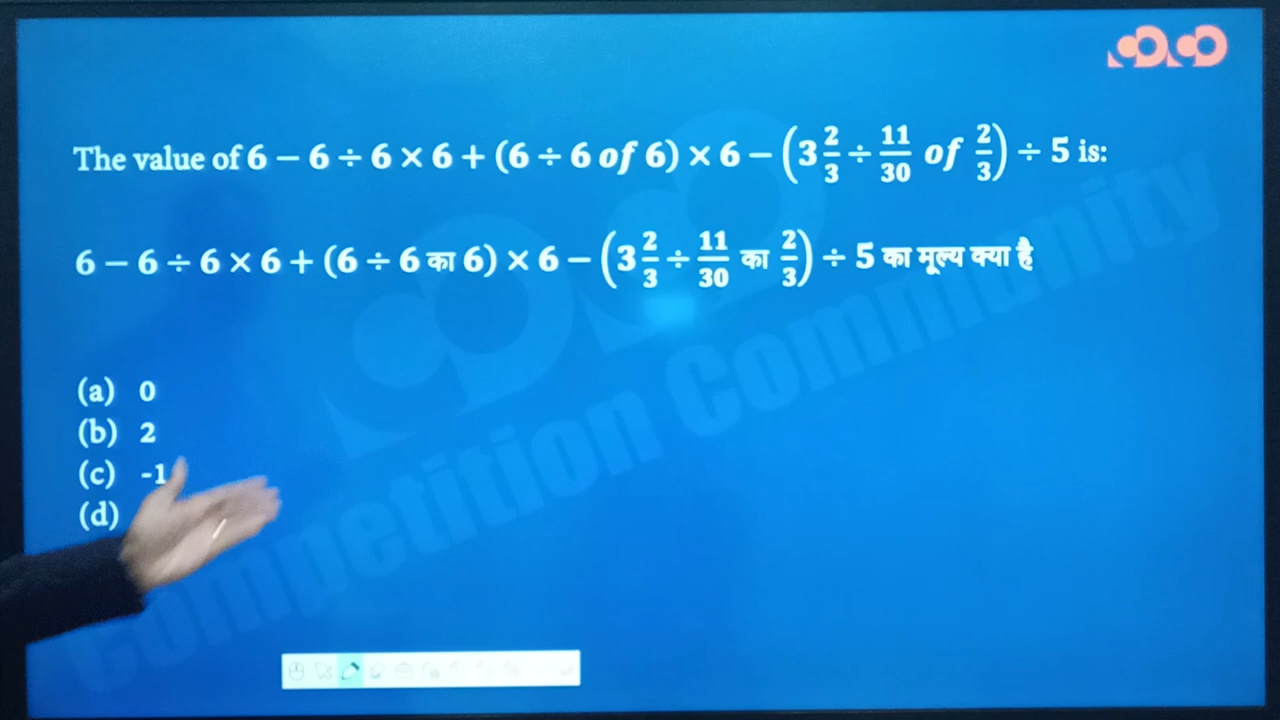 The value of 6 − 6 ÷ 6 × 6 + (6 ÷ 6 of 6) × 6 − (3 2/3 ÷ 11/30 of 2/3) ÷ 5 is:
6 − 6 ÷ 6 × 6 + (6 ÷ 6 का 6) × 6 − (3 2/3 ÷ 11/30 का 2/3) ÷ 5 का मूल्य क्या है
(a) 0
(b) 2
(c) -1
(d)
Competition Community